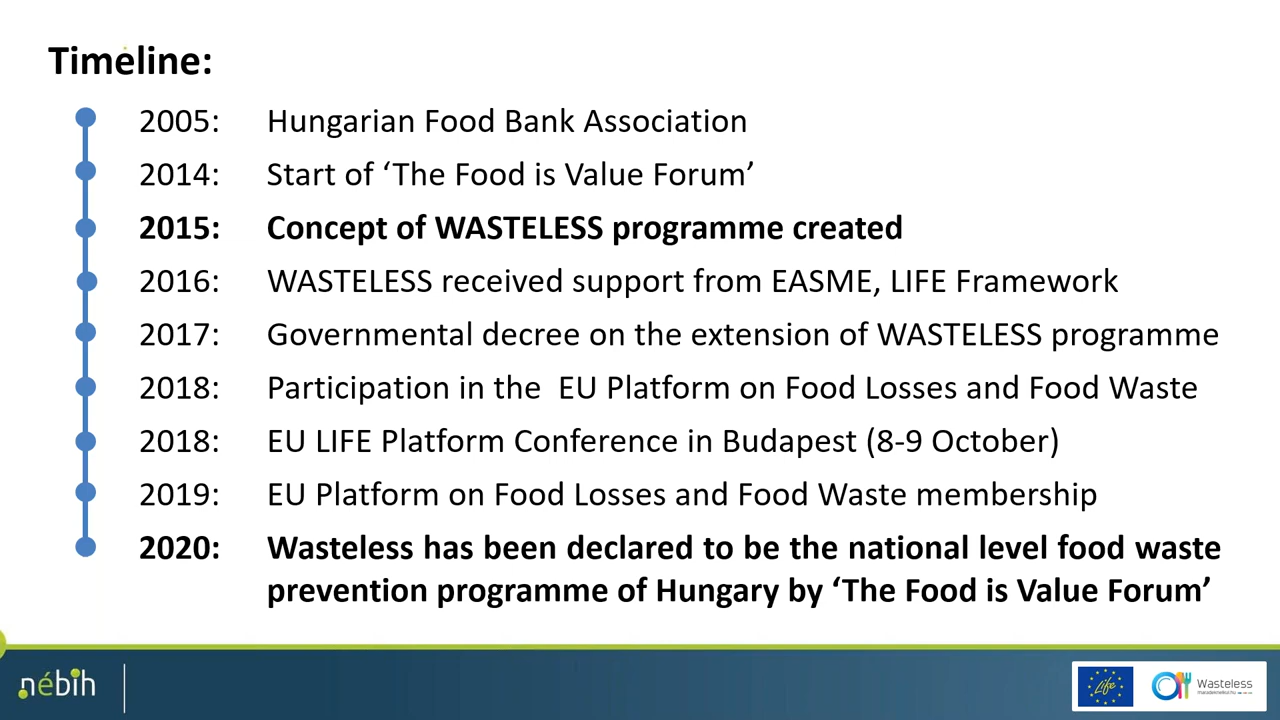 Timeline:
2005: Hungarian Food Bank Association
2014: Start of ‘The Food is Value Forum’
2015: Concept of WASTELESS programme created
2016: WASTELESS received support from EASME, LIFE Framework
2017: Governmental decree on the extension of WASTELESS programme
2018: Participation in the EU Platform on Food Losses and Food Waste
2018: EU LIFE Platform Conference in Budapest (8-9 October)
2019: EU Platform on Food Losses and Food Waste membership
2020: Wasteless has been declared to be the national level food waste
prevention programme of Hungary by ‘The Food is Value Forum’
nébih
Life
Wasteless